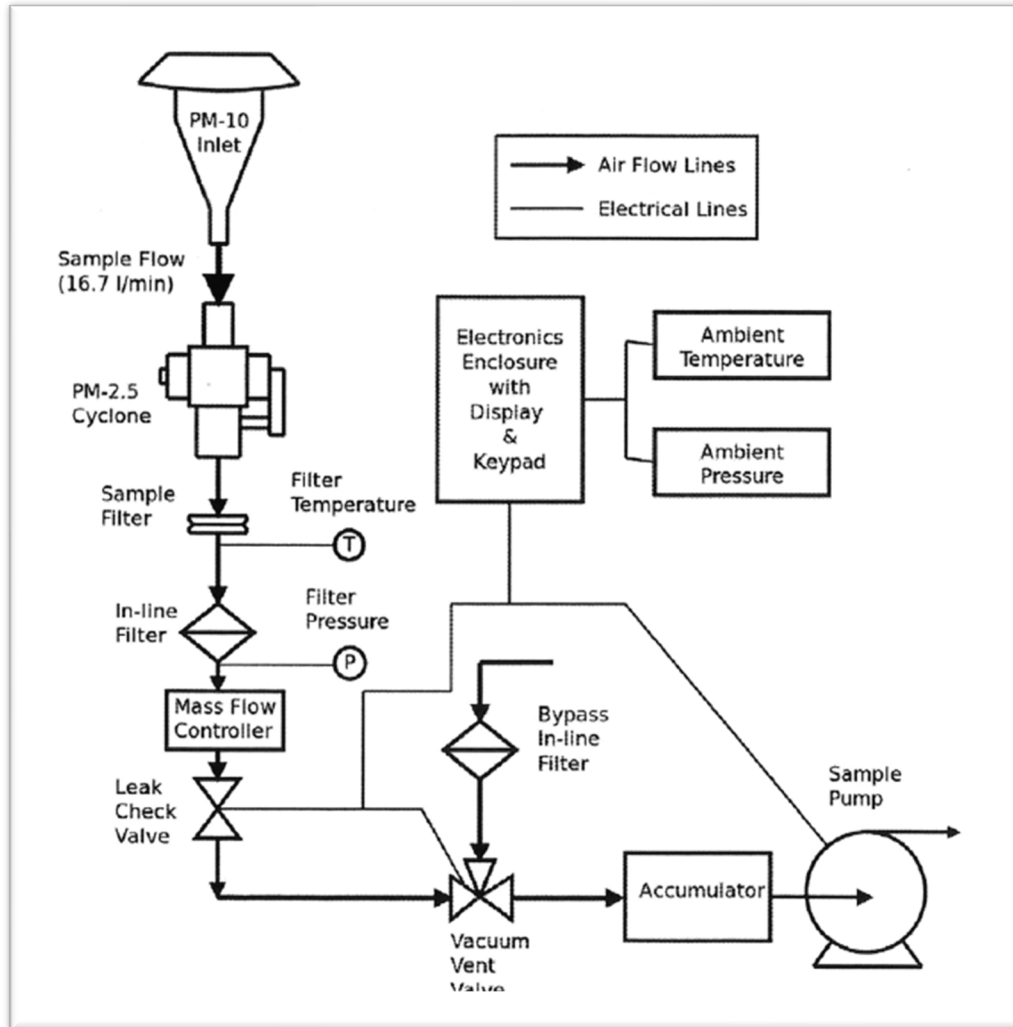 PM-10
Inlet
Air Flow Lines
Electrical Lines
Sample Flow
(16.7 l/min)
Electronics
Enclosure
with
Display
&
Keypad
Ambient
Temperature
PM-2.5
Cyclone
Ambient
Pressure
Sample
Filter
Filter
Temperature
T
In-line
Filter
Filter
Pressure
P
Mass Flow
Controller
Bypass
In-line
Filter
Leak
Check
Valve
Sample
Pump
Accumulator
Vacuum
Vent
Valve